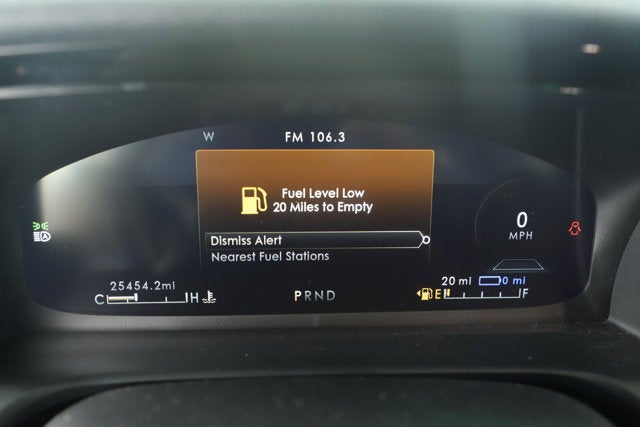 W
FM 106.3
Fuel Level Low
20 Miles to Empty
0
MPH
Dismiss Alert
Nearest Fuel Stations
A
25454.2mi
20 mi 0 mi
C H
PRND
E F